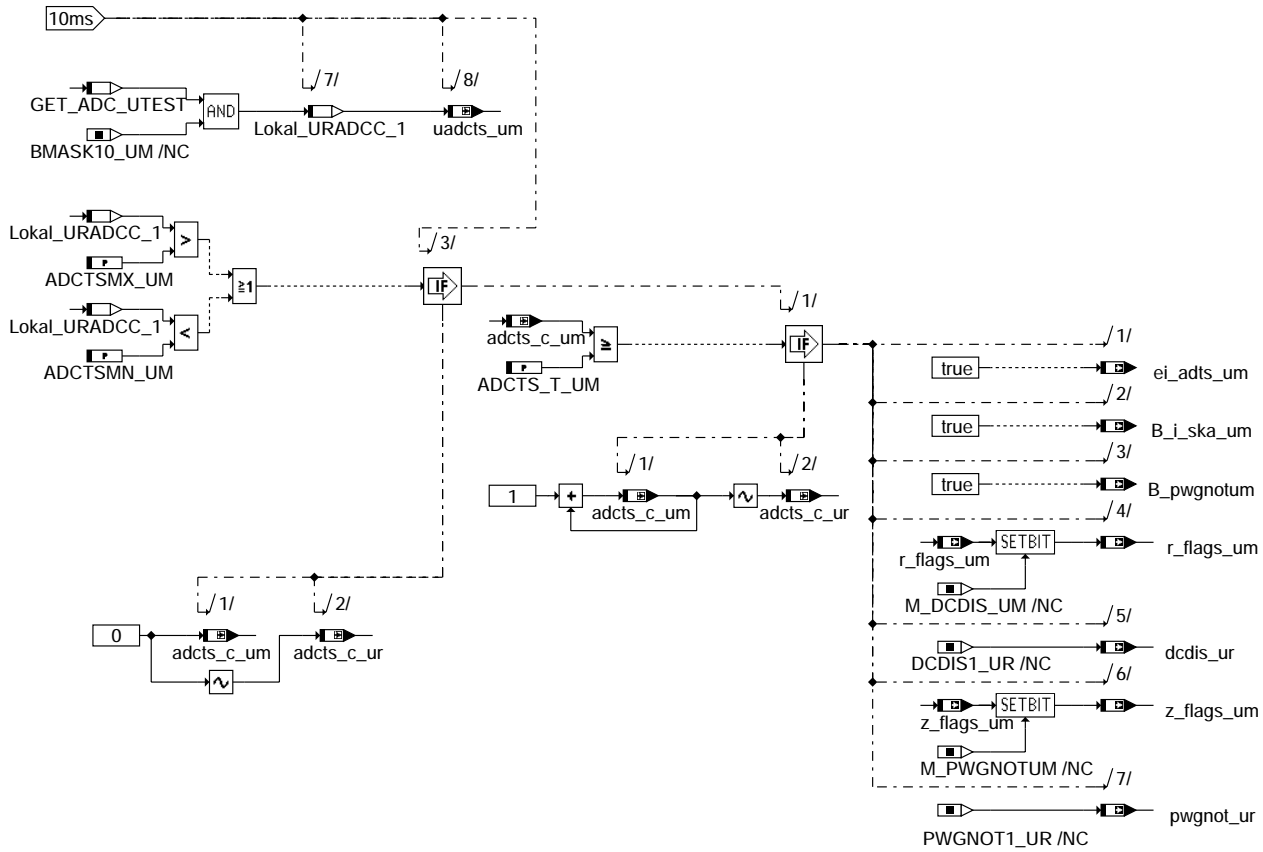 10ms
/7/
/8/
GET_ADC_UTEST
AND
Lokal_URADCC_1
uadcts_um
BMASK10_UM /NC
Lokal_URADCC_1
>
/3/
ADCTSMX_UM
≥1
IF
/1/
Lokal_URADCC_1
<
adcts_c_um
≥
IF
/1/
ADCTSMN_UM
ADCTS_T_UM
true
ei_adts_um
/2/
true
B_i_ska_um
/1/
/2/
/3/
1
+
adcts_c_um
~
adcts_c_ur
true
B_pwgnotum
/4/
r_flags_um
SETBIT
r_flags_um
M_DCDIS_UM /NC
/1/
/2/
/5/
0
adcts_c_um
adcts_c_ur
DCDIS1_UR /NC
dcdis_ur
~
/6/
z_flags_um
SETBIT
z_flags_um
M_PWGNOTUM /NC
/7/
PWGNOT1_UR /NC
pwgnot_ur